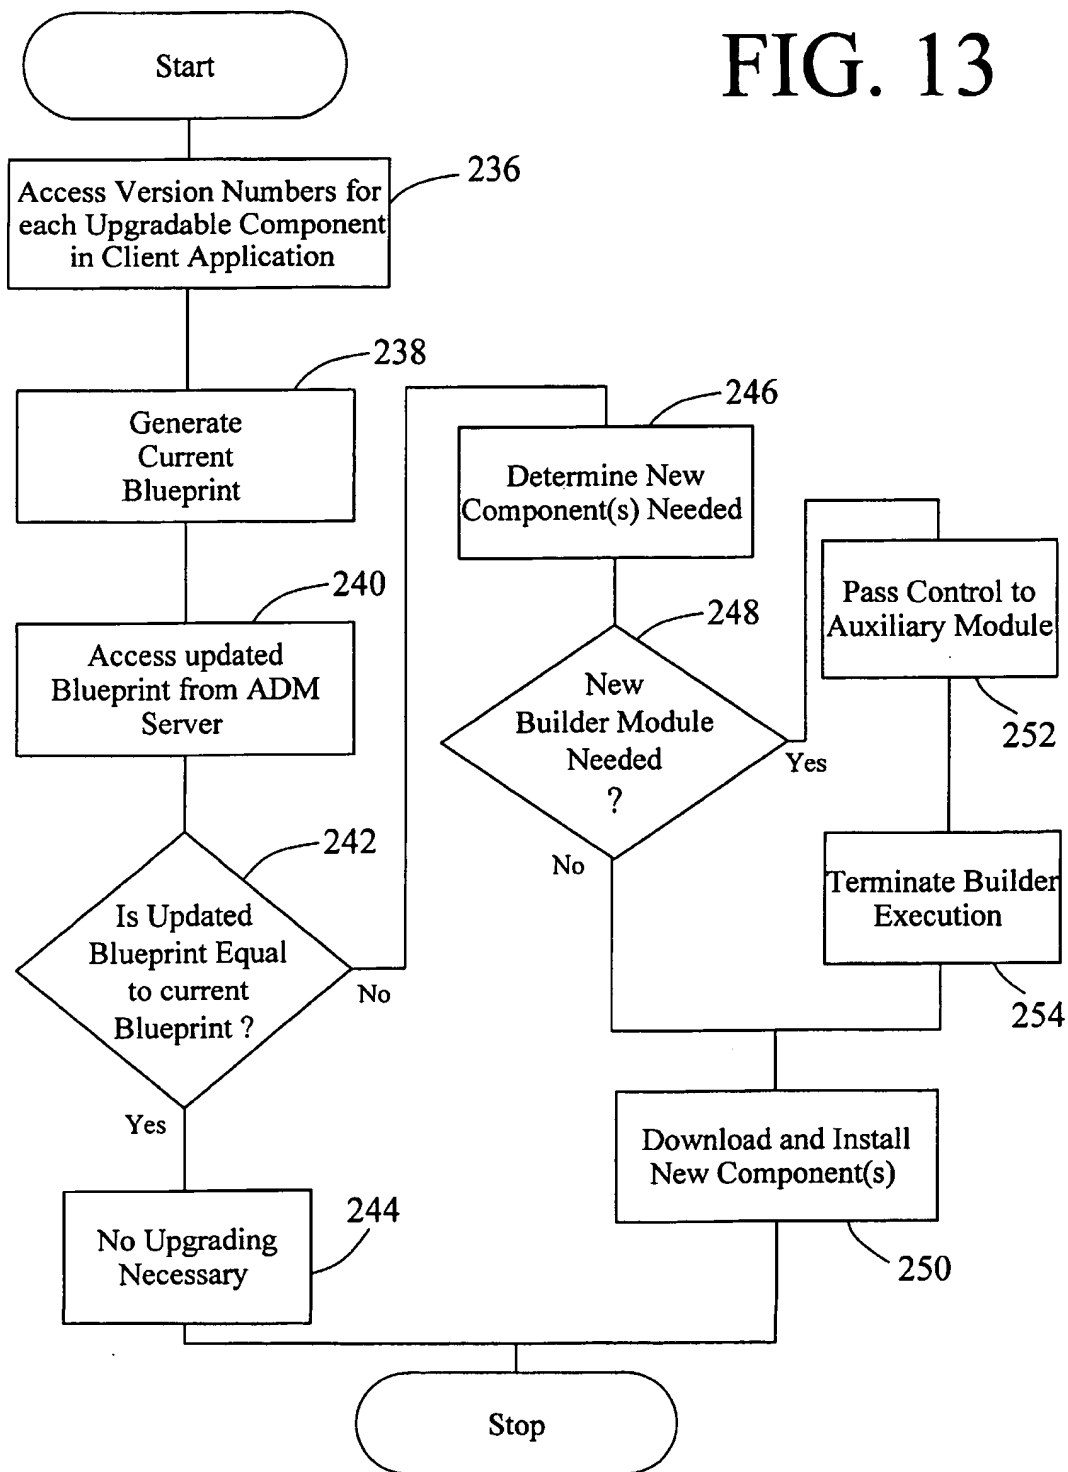 FIG. 13
Start
Access Version Numbers for
each Upgradable Component
in Client Application
236
Generate
Current
Blueprint
238
Access updated
Blueprint from ADM
Server
240
Is Updated
Blueprint Equal
to current
Blueprint ?
242
No
Yes
No Upgrading
Necessary
244
Determine New
Component(s) Needed
246
New
Builder Module
Needed
?
248
Yes
No
Pass Control to
Auxiliary Module
252
Terminate Builder
Execution
254
Download and Install
New Component(s)
250
Stop